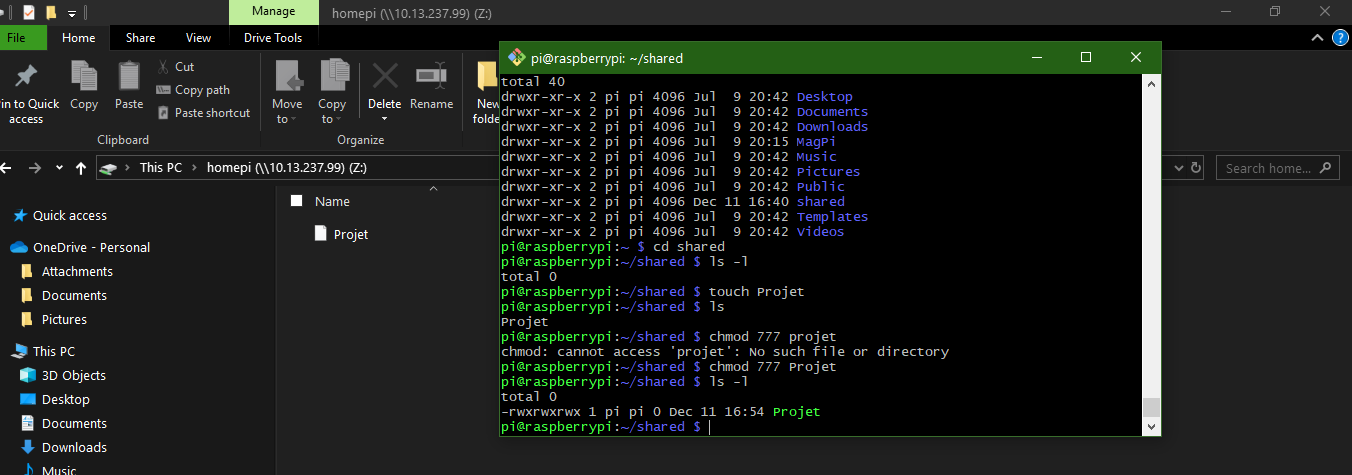 Manage
homepi (\\10.13.237.99) (Z:)
File
Home
Share
View
Drive Tools
in to Quick
access
Copy
Paste
Cut
Copy path
Paste shortcut
Clipboard
Move
to
Copy
to
Delete
Rename
Organize
New
folde
This PC
homepi (\\10.13.237.99) (Z:)
Search home...
Quick access
OneDrive - Personal
Attachments
Documents
Pictures
This PC
3D Objects
Desktop
Documents
Downloads
Music
Name
Projet
pi@raspberrypi: ~/shared
total 40
drwxr-xr-x 2 pi pi 4096 Jul  9 20:42 Desktop
drwxr-xr-x 2 pi pi 4096 Jul  9 20:42 Documents
drwxr-xr-x 2 pi pi 4096 Jul  9 20:42 Downloads
drwxr-xr-x 2 pi pi 4096 Jul  9 20:15 MagPi
drwxr-xr-x 2 pi pi 4096 Jul  9 20:42 Music
drwxr-xr-x 2 pi pi 4096 Jul  9 20:42 Pictures
drwxr-xr-x 2 pi pi 4096 Jul  9 20:42 Public
drwxr-xr-x 2 pi pi 4096 Dec 11 16:40 shared
drwxr-xr-x 2 pi pi 4096 Jul  9 20:42 Templates
drwxr-xr-x 2 pi pi 4096 Jul  9 20:42 Videos
pi@raspberrypi:~ $ cd shared
pi@raspberrypi:~/shared $ ls -l
total 0
pi@raspberrypi:~/shared $ touch Projet
pi@raspberrypi:~/shared $ ls
Projet
pi@raspberrypi:~/shared $ chmod 777 projet
chmod: cannot access 'projet': No such file or directory
pi@raspberrypi:~/shared $ chmod 777 Projet
pi@raspberrypi:~/shared $ ls -l
total 0
-rwxrwxrwx 1 pi pi 0 Dec 11 16:54 Projet
pi@raspberrypi:~/shared $